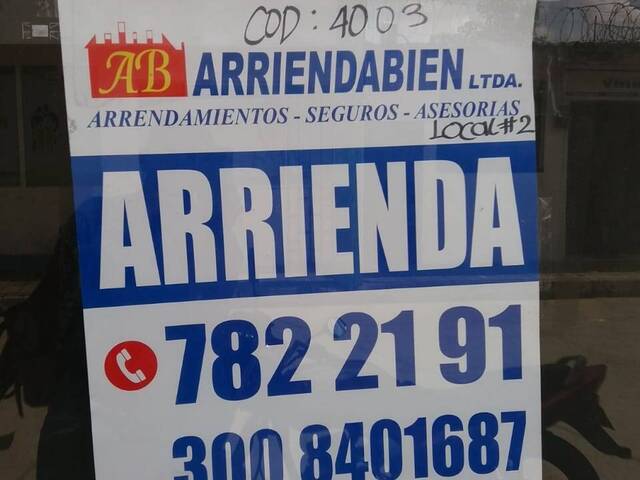 COD: 4003
AB ARRIENDABIEN LTDA.
ARRENDAMIENTOS - SEGUROS - ASESORIAS
LOCAL #2
ARRIENDA
782 21 91
300 8401687